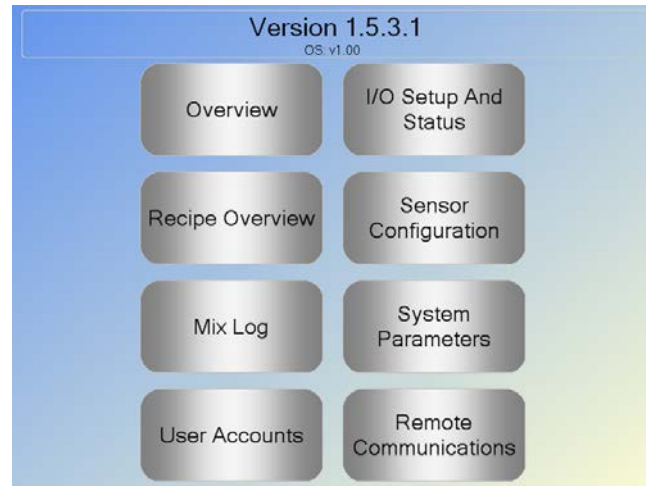 Version 1.5.3.1
OS: v1.00
Overview
I/O Setup And
Status
Recipe Overview
Sensor
Configuration
Mix Log
System
Parameters
User Accounts
Remote
Communications